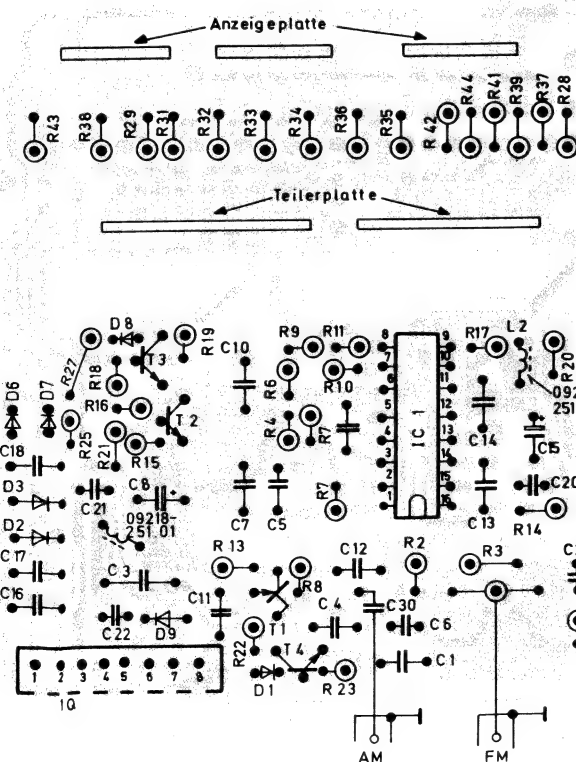 Anzeigeplatte
R43 R38 R29 R31 R32 R33 R34 R36 R35 R42 R44 R41 R39 R37 R28
Teilerplatte
D8 R19 C10 R9 R11 8 9 R17 L2
R27 T3 7 10 R20
R18 R6 R10 6 11 092
D6 D7 R16 T2 5 12 251
R25 R21 R15 R4 R7 4 IC 1 13 C14 C15
C18 3 14
D3 C21 C8 + R7 2 15 C20
D2 09218- C7 C5 1 16 C13 R14
251.01
C17 C3 R13 R8 C12 R2 R3
C16 C11 C4 C30
C22 D9 R22 T1 C6
T4 C1
1 2 3 4 5 6 7 8 D1 R23
10
AM FM